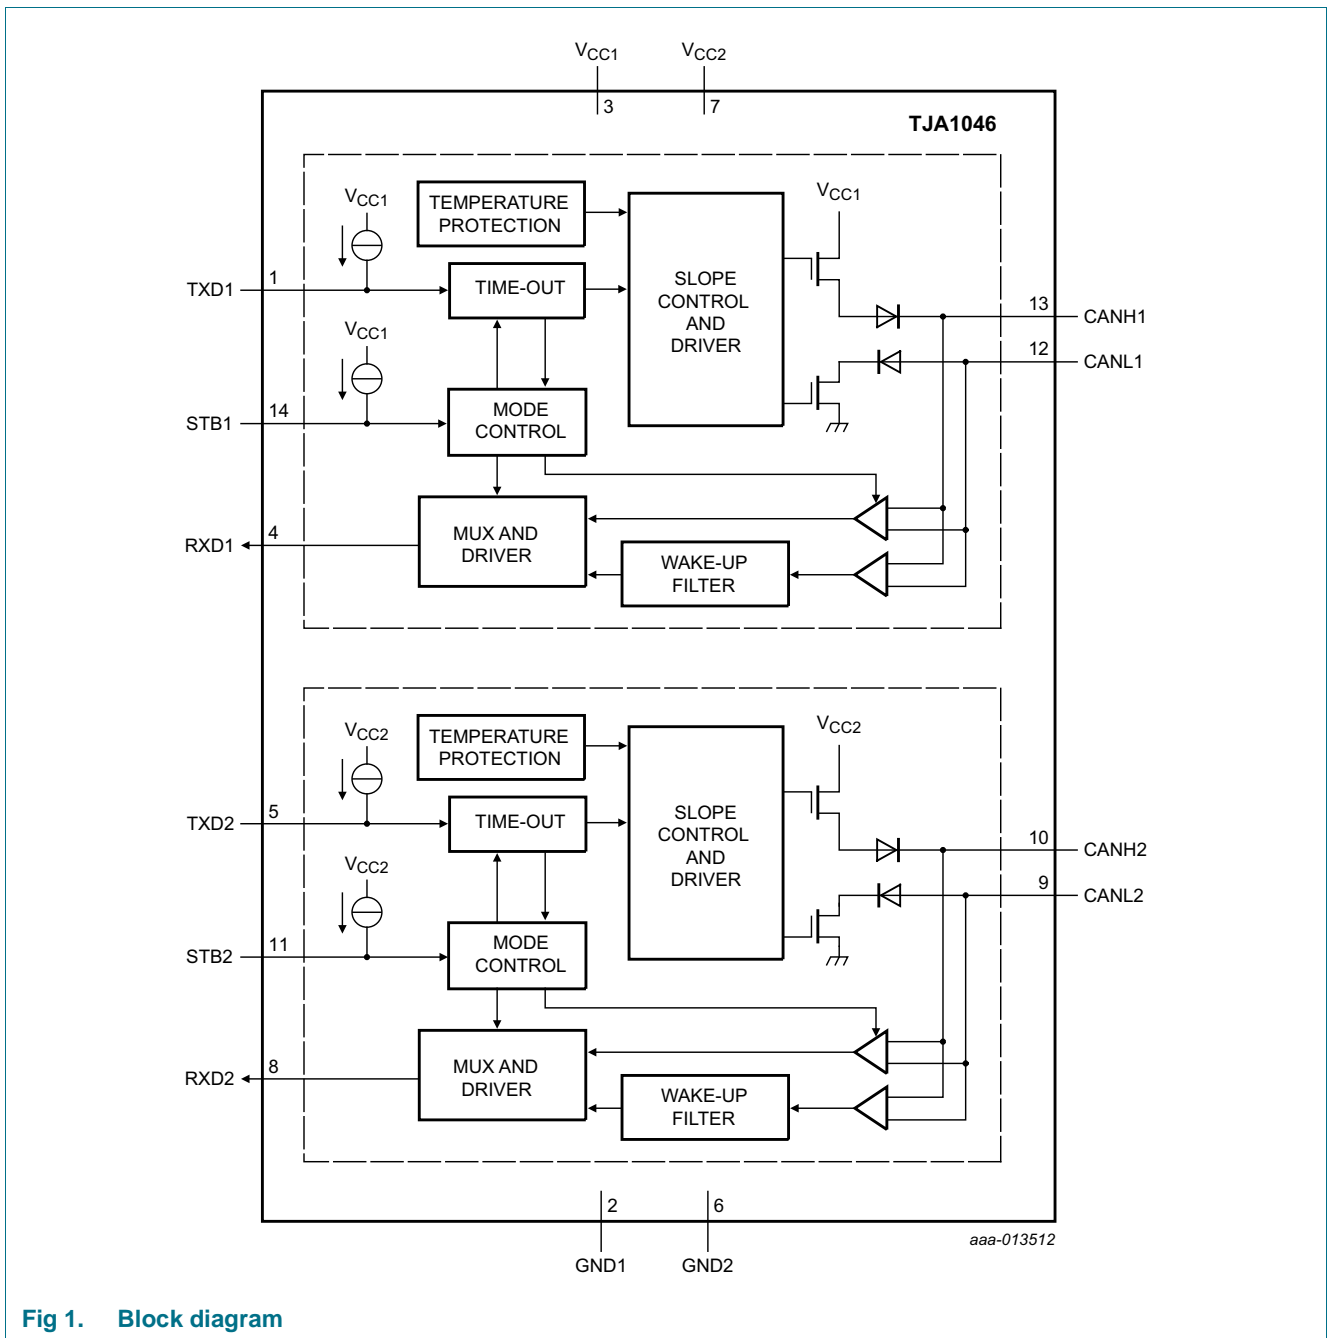 VCC1 VCC2
3 7
TJA1046
VCC1
TEMPERATURE
PROTECTION
VCC1
TXD1 1
TIME-OUT
SLOPE
CONTROL
AND
DRIVER
13 CANH1
VCC1
12 CANL1
STB1 14
MODE
CONTROL
RXD1 4
MUX AND
DRIVER
WAKE-UP
FILTER
VCC2
TEMPERATURE
PROTECTION
VCC2
TXD2 5
TIME-OUT
SLOPE
CONTROL
AND
DRIVER
10 CANH2
VCC2
9 CANL2
STB2 11
MODE
CONTROL
RXD2 8
MUX AND
DRIVER
WAKE-UP
FILTER
2 6
aaa-013512
GND1 GND2
Fig 1. Block diagram